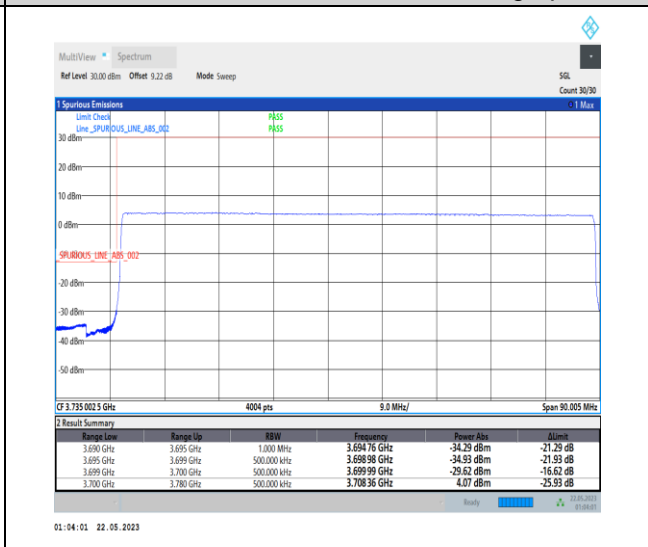 MultiView Spectrum
Ref Level 30.00 dBm Offset 9.22 dB Mode Sweep SGL
Count 30/30
1 Spurious Emissions 1 Max
Limit Check PASS
Line _SPURIOUS_LINE_ABS_002 PASS
30 dBm
20 dBm
10 dBm
0 dBm
_SPURIOUS_LINE_ABS_002
-20 dBm
-30 dBm
-40 dBm
-50 dBm
CF 3.735 002 5 GHz 4004 pts 9.0 MHz/ Span 90.005 MHz
2 Result Summary
Range Low Range Up RBW Frequency Power Abs ΔLimit
3.690 GHz 3.695 GHz 1.000 MHz 3.694 76 GHz -34.29 dBm -21.29 dB
3.695 GHz 3.699 GHz 500.000 kHz 3.698 98 GHz -34.93 dBm -21.93 dB
3.699 GHz 3.700 GHz 500.000 kHz 3.699 99 GHz -29.62 dBm -16.62 dB
3.700 GHz 3.780 GHz 500.000 kHz 3.708 36 GHz 4.07 dBm -25.93 dB
Ready 22.05.2023
01:04:01
01:04:01 22.05.2023